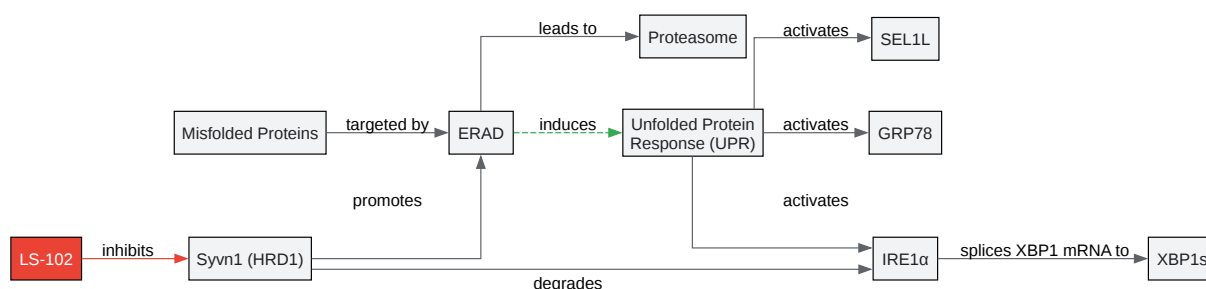 leads to
Proteasome
activates
SEL1L
Misfolded Proteins
targeted by
ERAD
induces
Unfolded Protein
Response (UPR)
activates
GRP78
promotes
activates
LS-102
inhibits
Syvn1 (HRD1)
degrades
IRE1α
splices XBP1 mRNA to
XBP1s